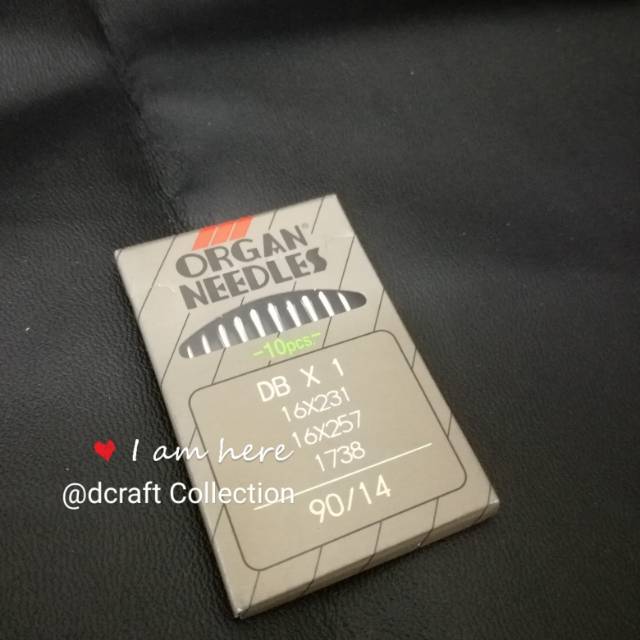 ORGAN®
NEEDLES
-10pcs-
DB X 1
16X231
16X257
1738
90/14
❤ I am here
@dcraft Collection